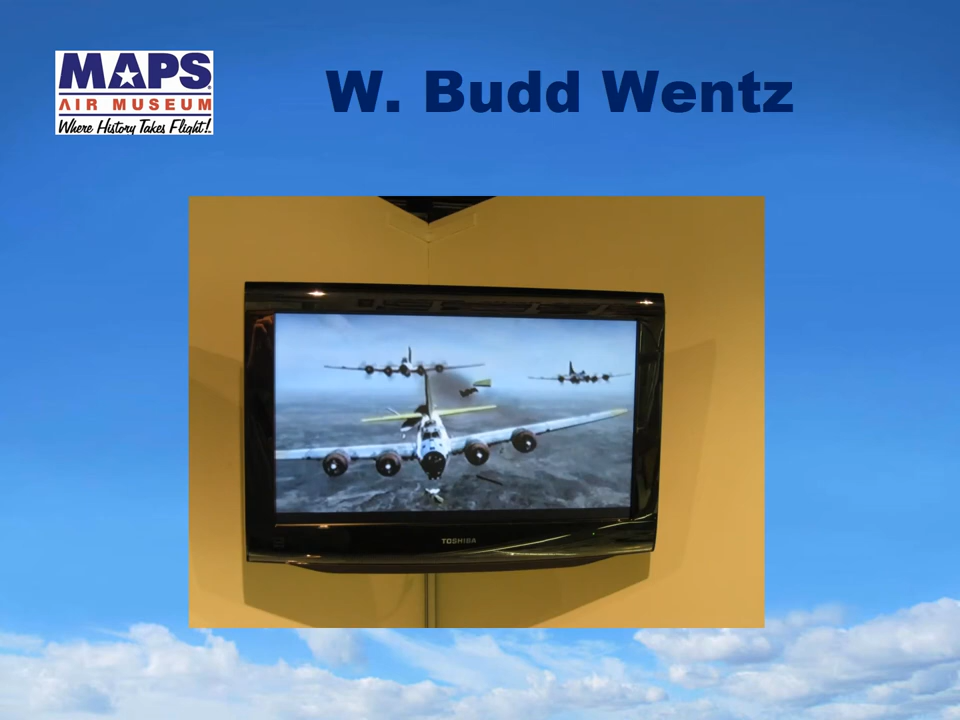 MAPS
AIR MUSEUM
Where History Takes Flight!
W. Budd Wentz
TOSHIBA